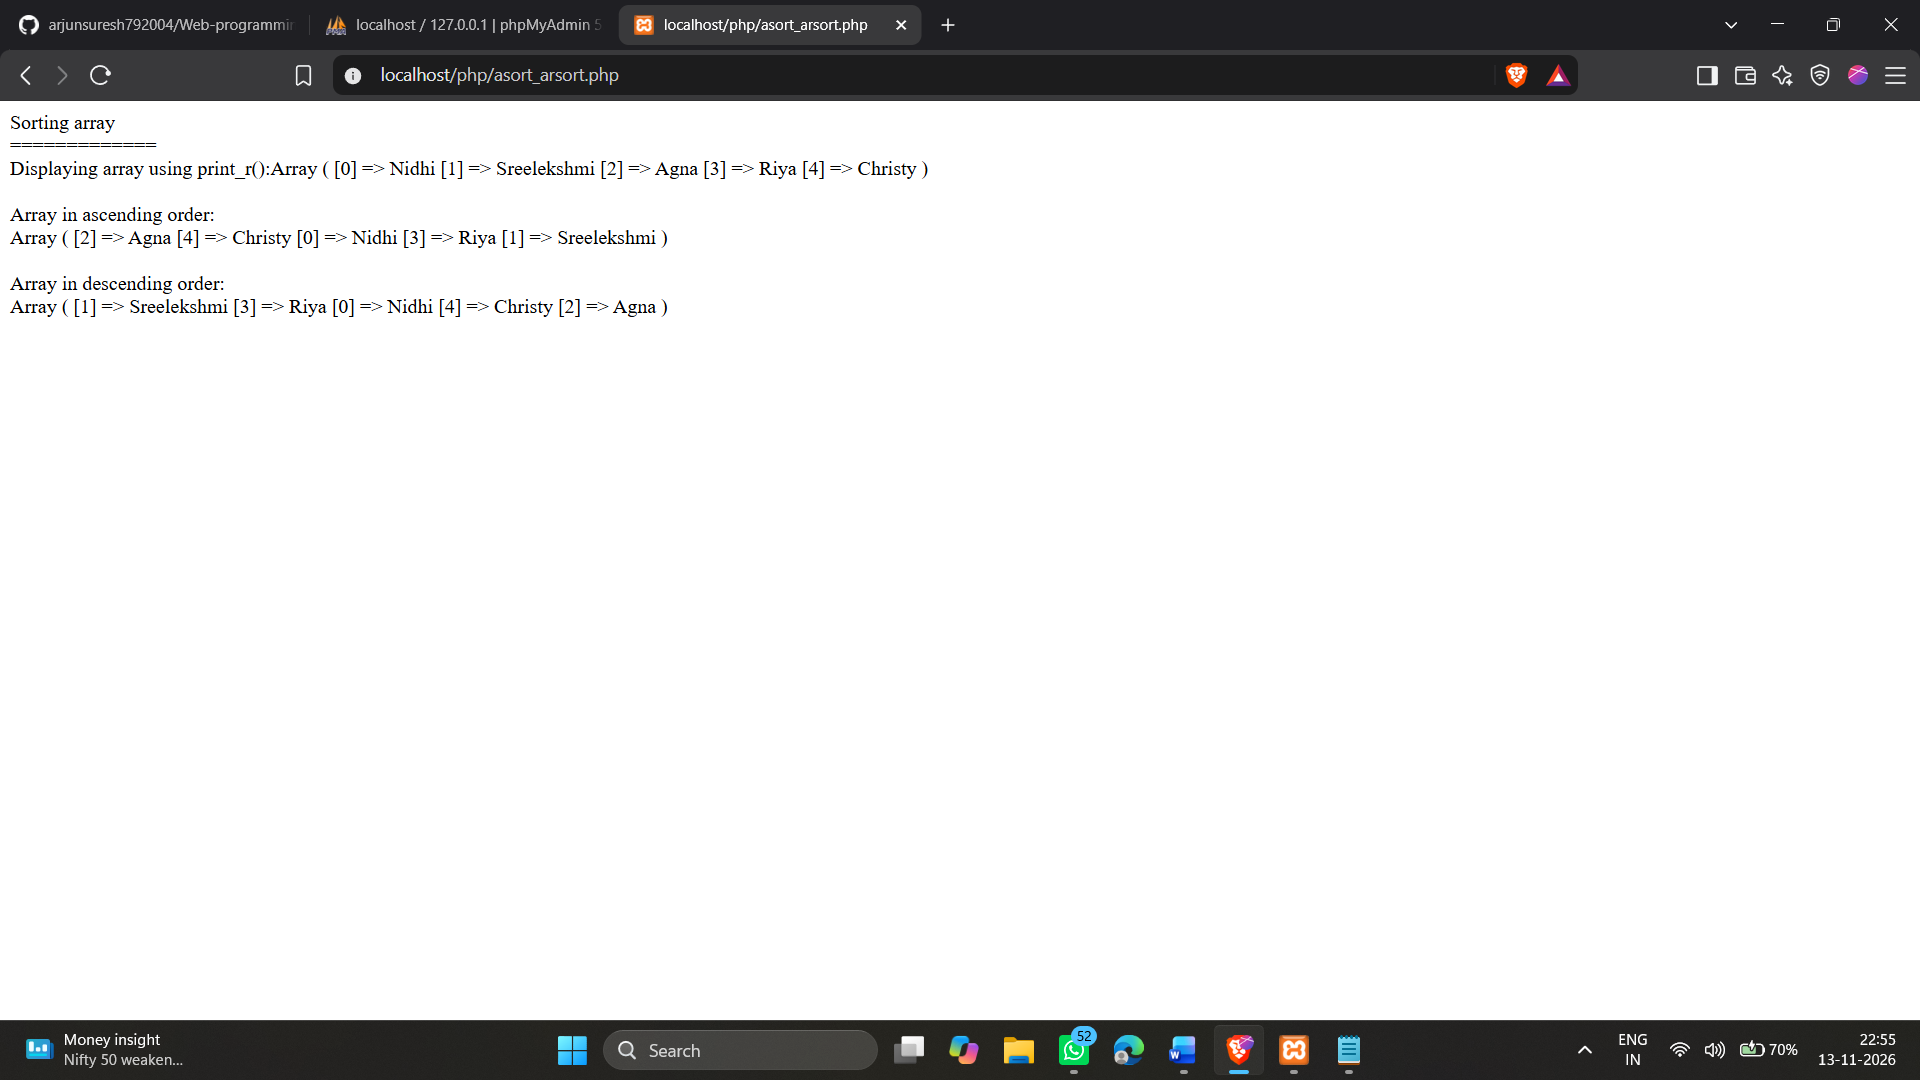 arjunsuresh792004/Web-programmin
localhost / 127.0.0.1 | phpMyAdmin 5
localhost/php/asort_arsort.php
localhost/php/asort_arsort.php
Sorting array
=============
Displaying array using print_r():Array ( [0] => Nidhi [1] => Sreelekshmi [2] => Agna [3] => Riya [4] => Christy )
Array in ascending order:
Array ( [2] => Agna [4] => Christy [0] => Nidhi [3] => Riya [1] => Sreelekshmi )
Array in descending order:
Array ( [1] => Sreelekshmi [3] => Riya [0] => Nidhi [4] => Christy [2] => Agna )
Money insight
Nifty 50 weaken...
Search
52
ENG
IN
70%
22:55
13-11-2026